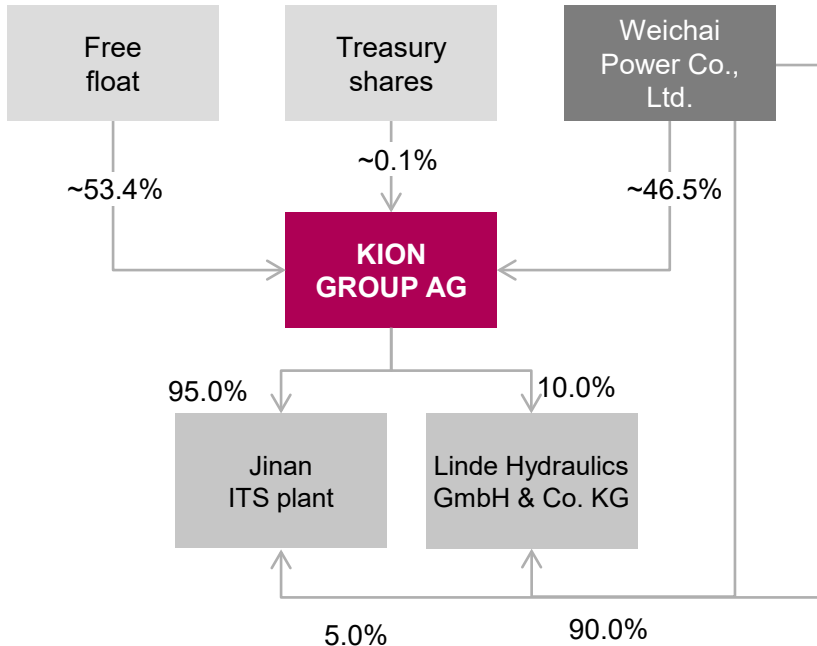 Free
float
Treasury
shares
Weichai
Power Co.,
Ltd.
~53.4%
~0.1%
~46.5%
KION
GROUP AG
95.0%
10.0%
Jinan
ITS plant
Linde Hydraulics
GmbH & Co. KG
5.0%
90.0%